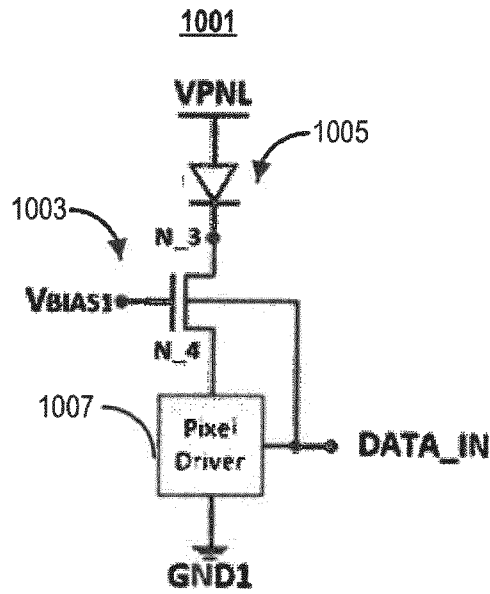 1001
VPNL
1005
1003
N_3
VBIAS1
N_4
1007
Pixel
Driver
DATA_IN
GND1